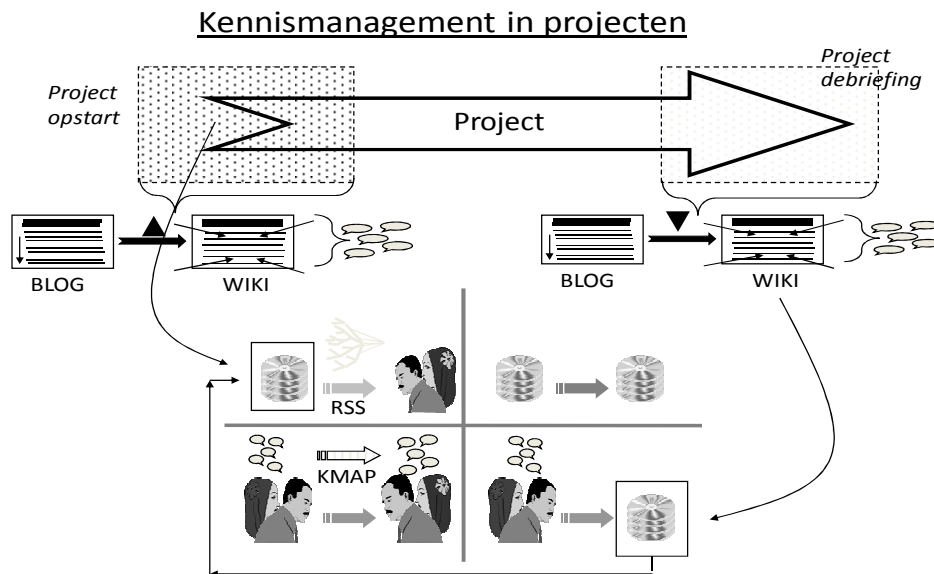 Kennismanagement in projecten
Project
opstart
Project
debriefing
Project
BLOG
WIKI
BLOG
WIKI
RSS
KMAP